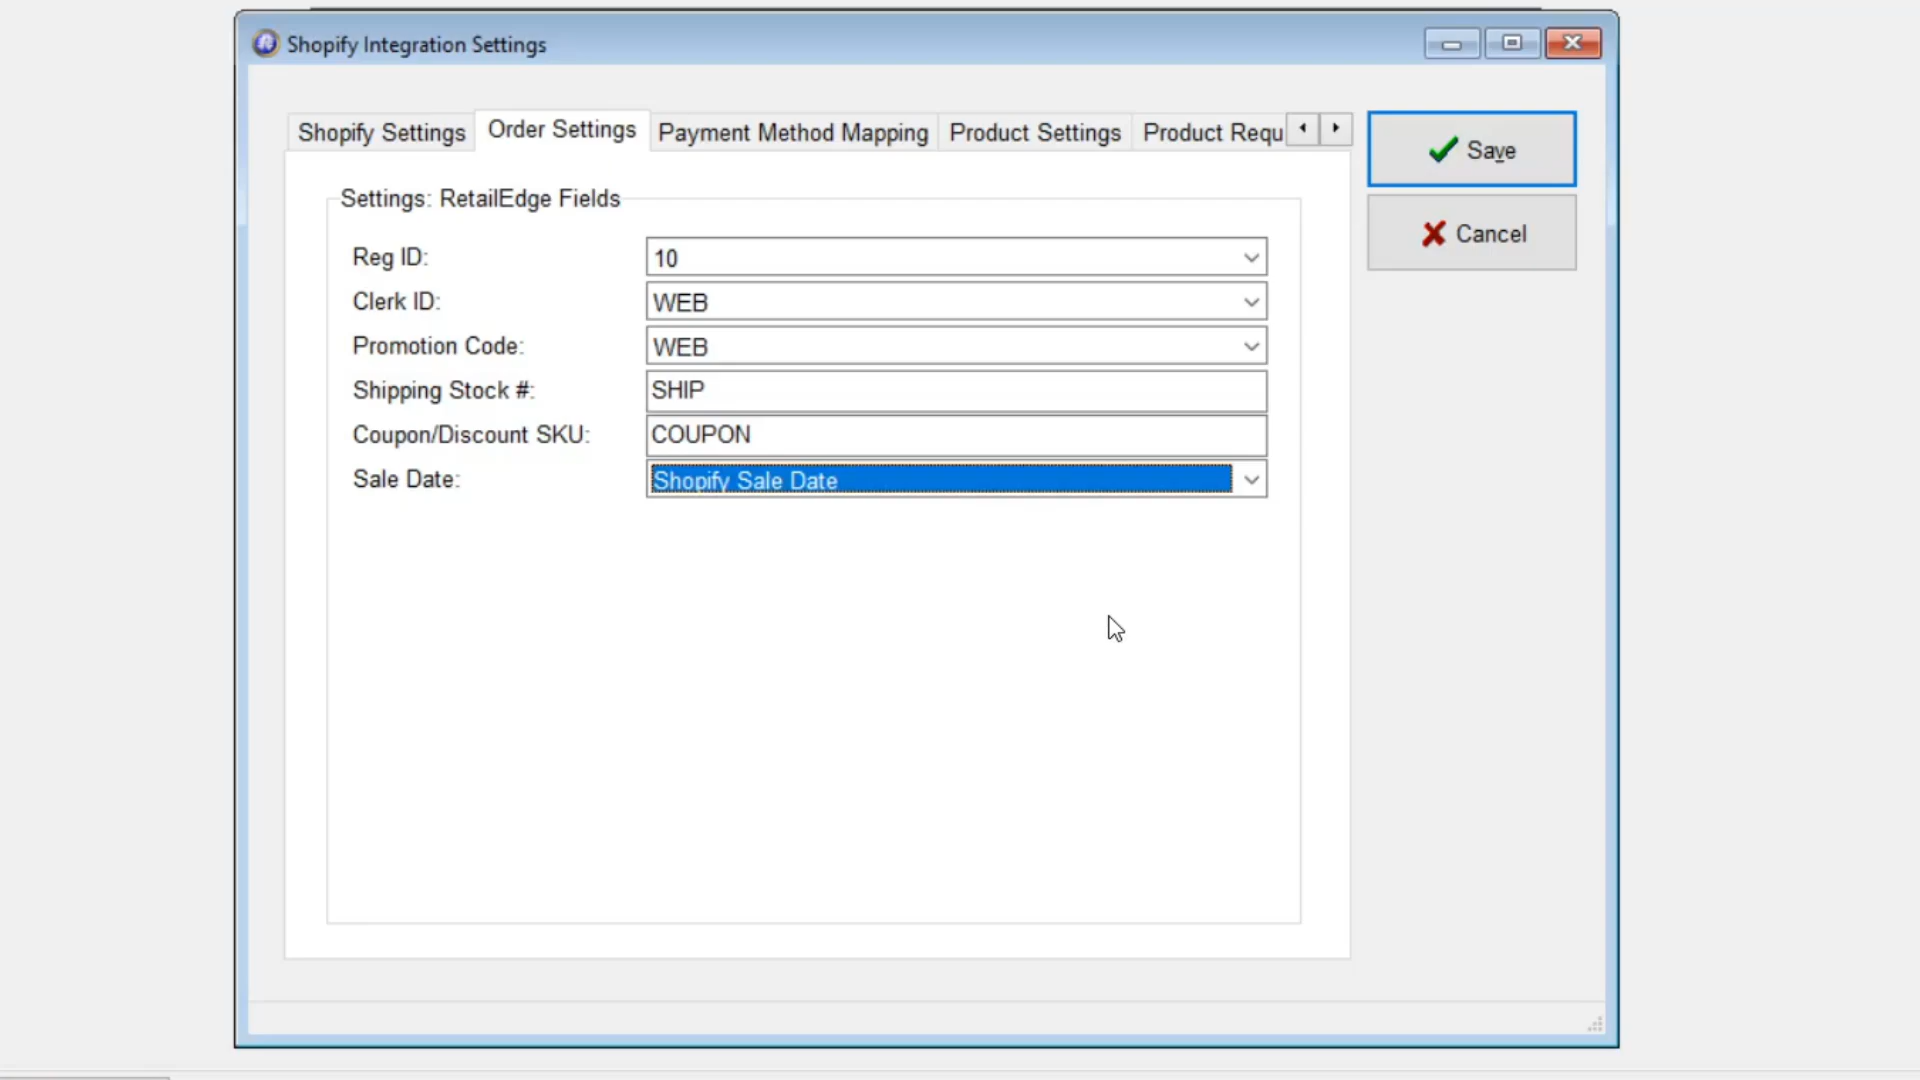 Shopify Integration Settings
Shopify Settings
Order Settings
Payment Method Mapping
Product Settings
Product Requ
Save
Cancel
Settings: RetailEdge Fields
Reg ID: 10
Clerk ID: WEB
Promotion Code: WEB
Shipping Stock #: SHIP
Coupon/Discount SKU: COUPON
Sale Date: Shopify Sale Date